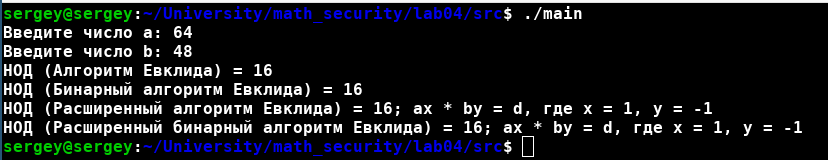 sergey@sergey:~/University/math_security/lab04/src$ ./main
Введите число a: 64
Введите число b: 48
НОД (Алгоритм Евклида) = 16
НОД (Бинарный алгоритм Евклида) = 16
НОД (Расширенный алгоритм Евклида) = 16; ax * by = d, где x = 1, y = -1
НОД (Расширенный бинарный алгоритм Евклида) = 16; ax * by = d, где x = 1, y = -1
sergey@sergey:~/University/math_security/lab04/src$